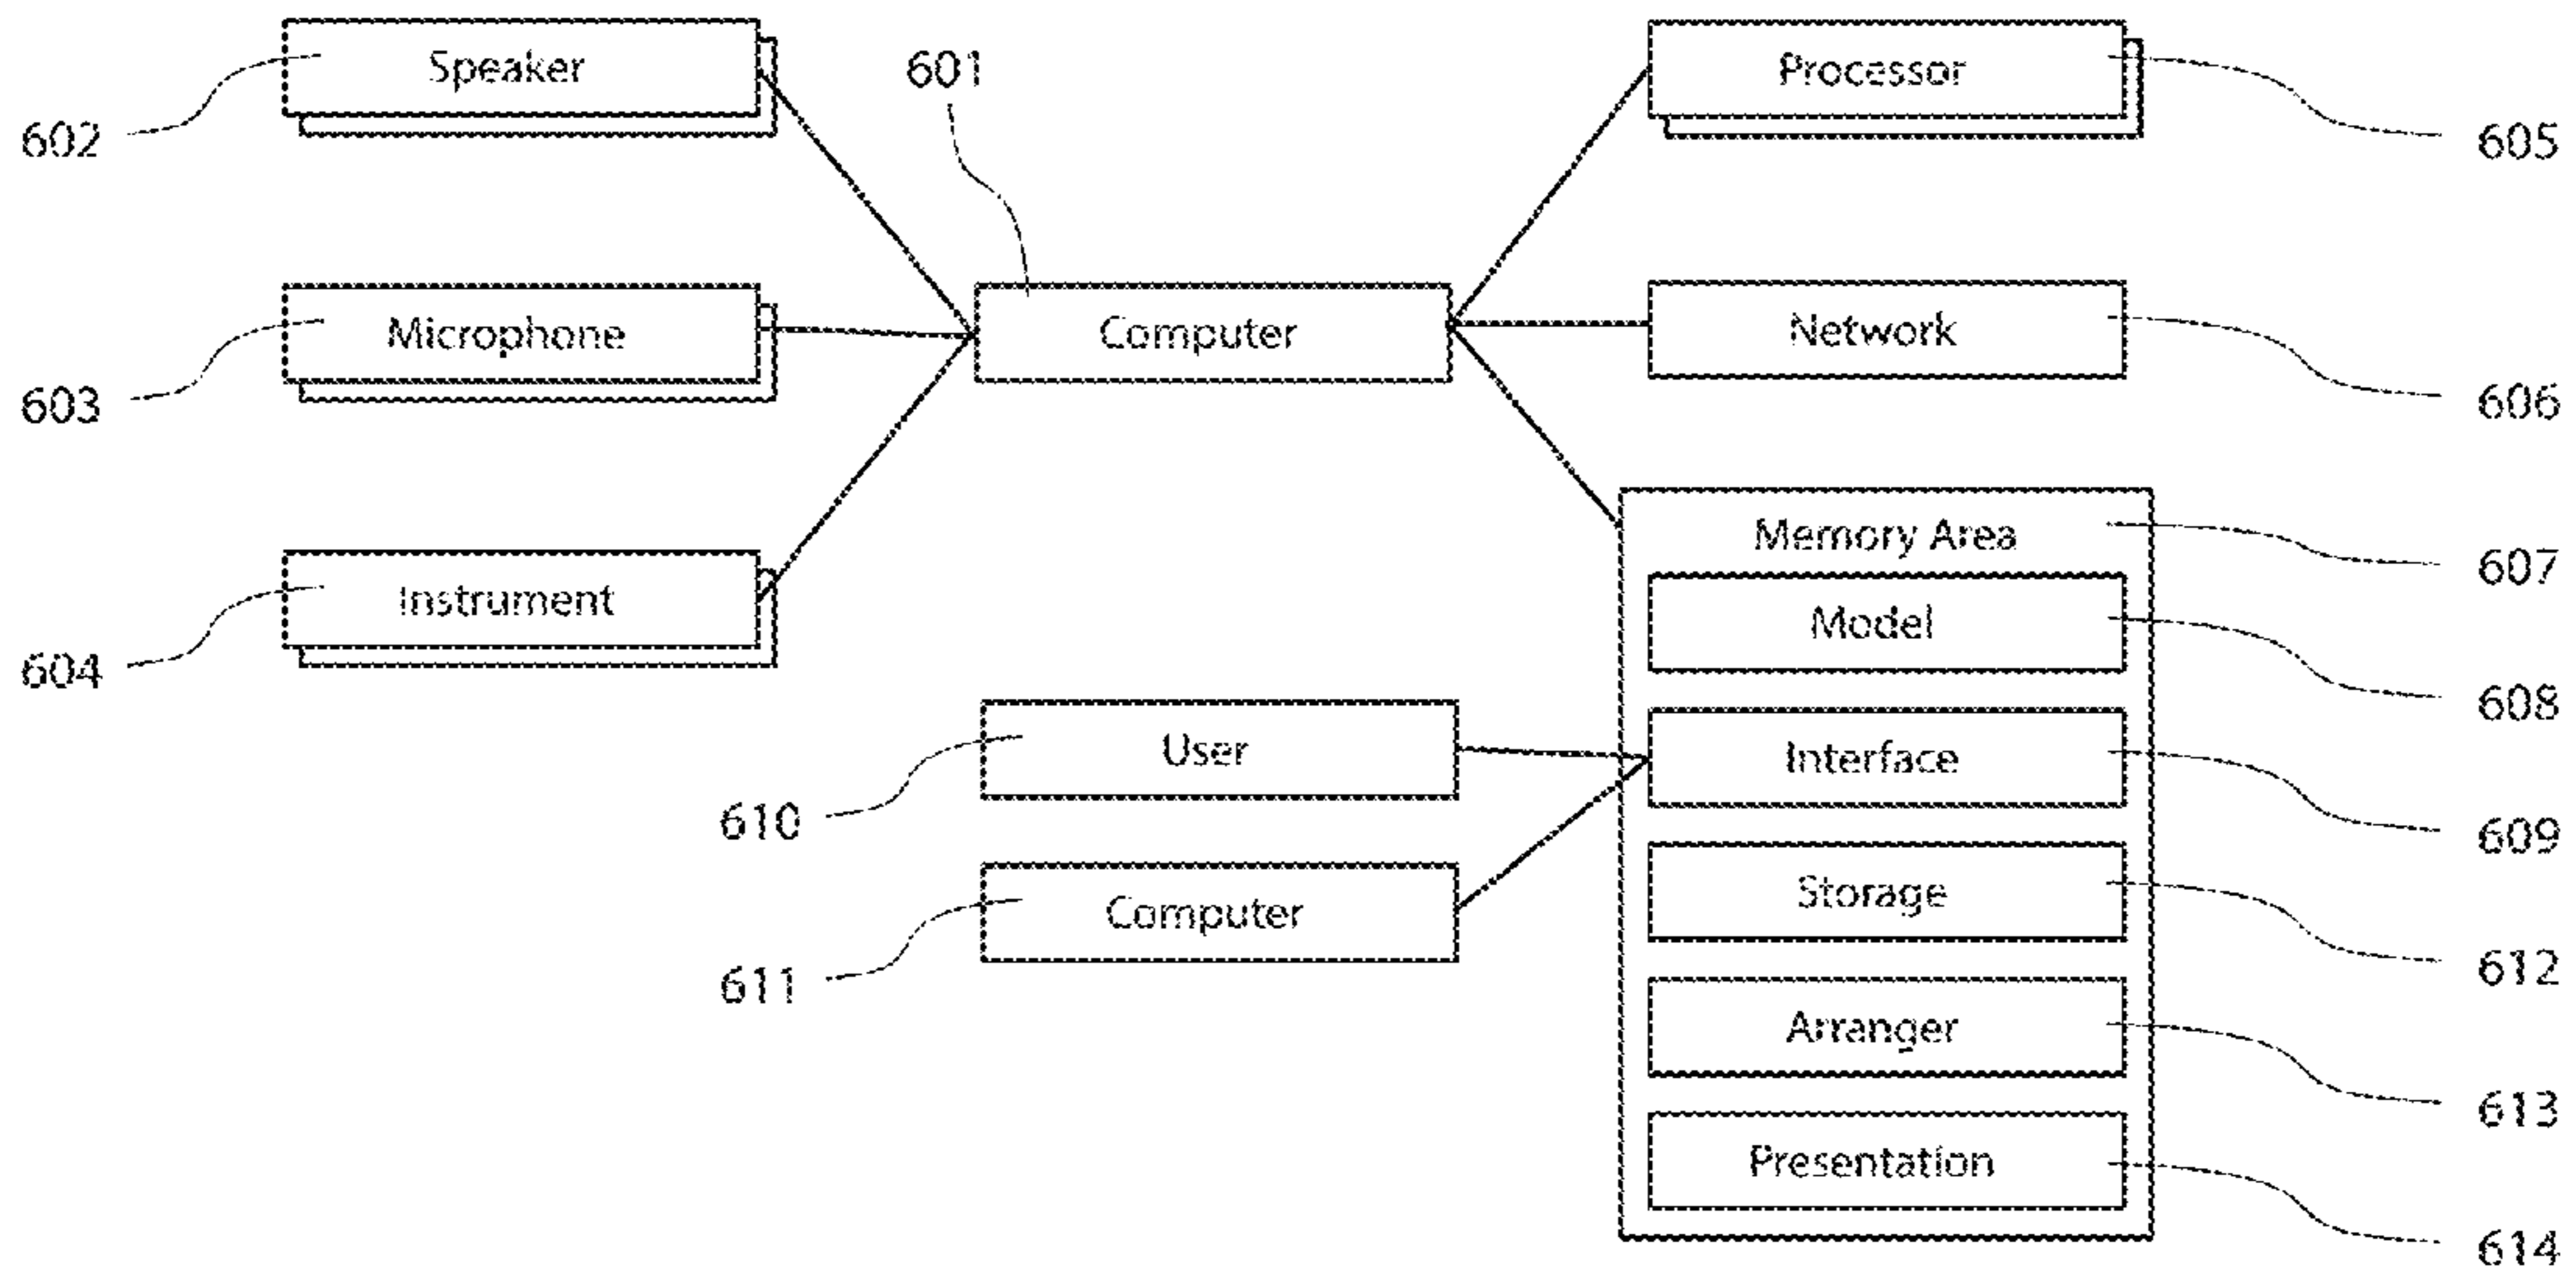 Speaker
601
Processor
602
605
Microphone
Computer
Network
603
606
Memory Area
607
Instrument
Model
604
608
User
Interface
610
609
Computer
Storage
611
612
Arranger
613
Presentation
614